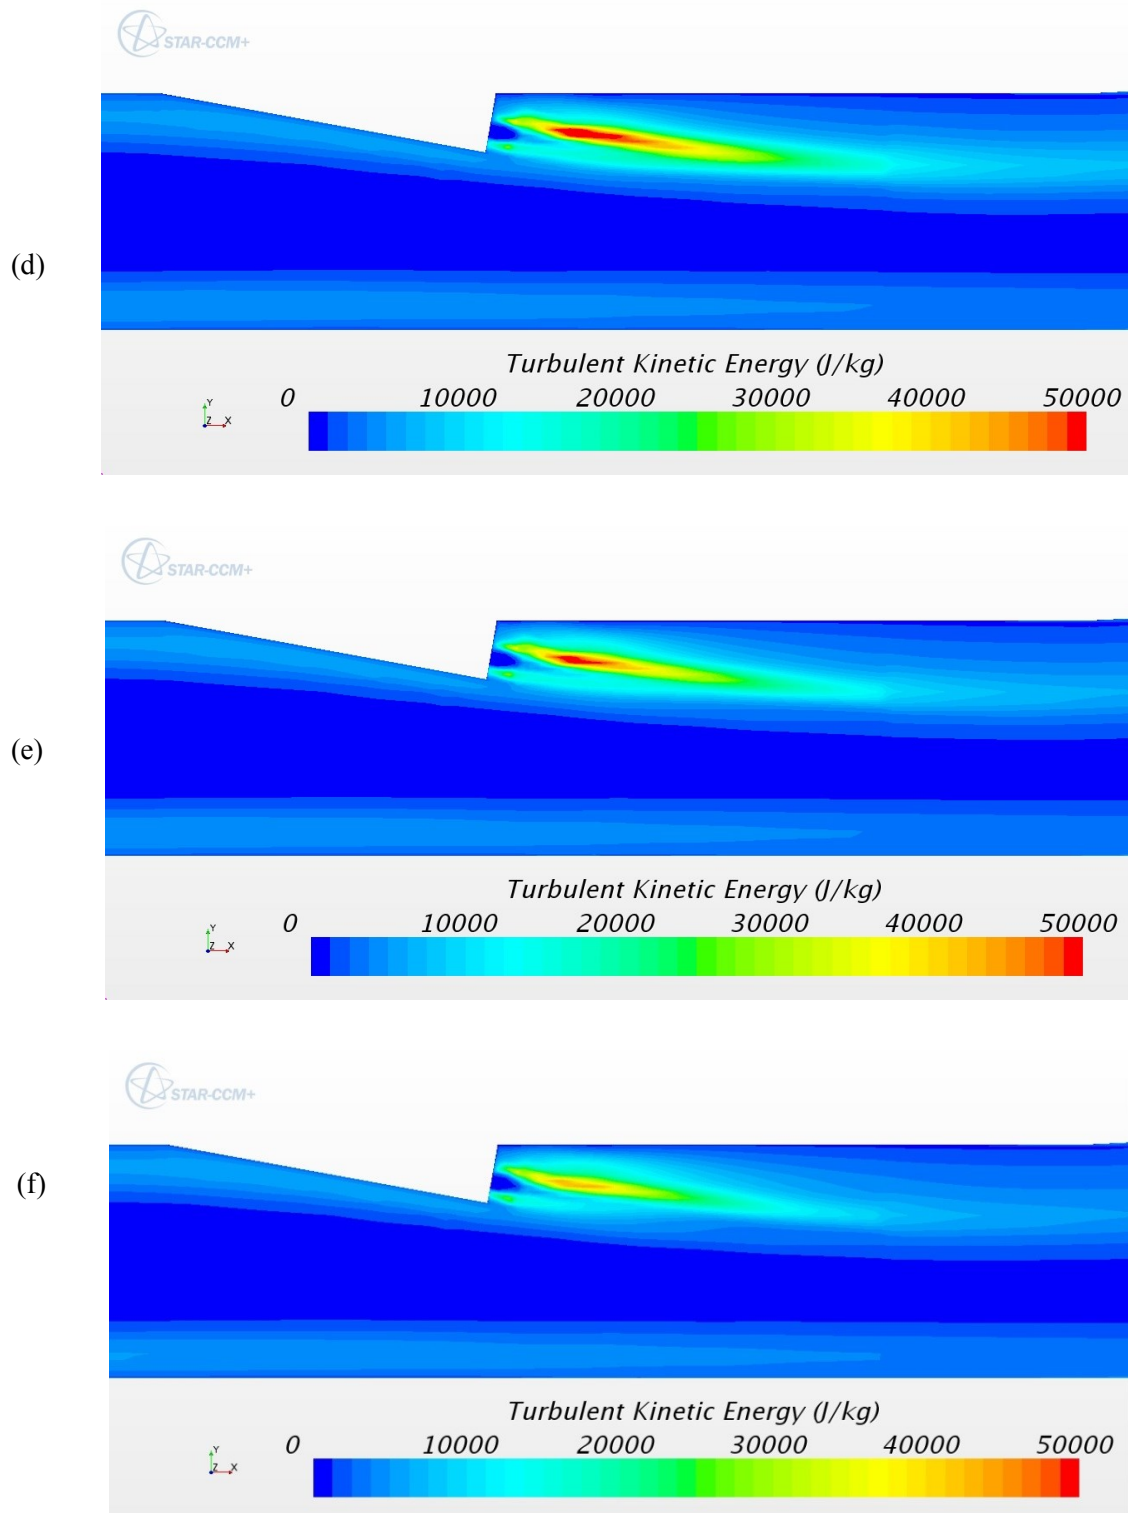 STAR-CCM+
(d)
Turbulent Kinetic Energy (J/kg)
0 10000 20000 30000 40000 50000
Y
Z X
STAR-CCM+
(e)
Turbulent Kinetic Energy (J/kg)
0 10000 20000 30000 40000 50000
Y
Z X
STAR-CCM+
(f)
Turbulent Kinetic Energy (J/kg)
0 10000 20000 30000 40000 50000
Y
Z X